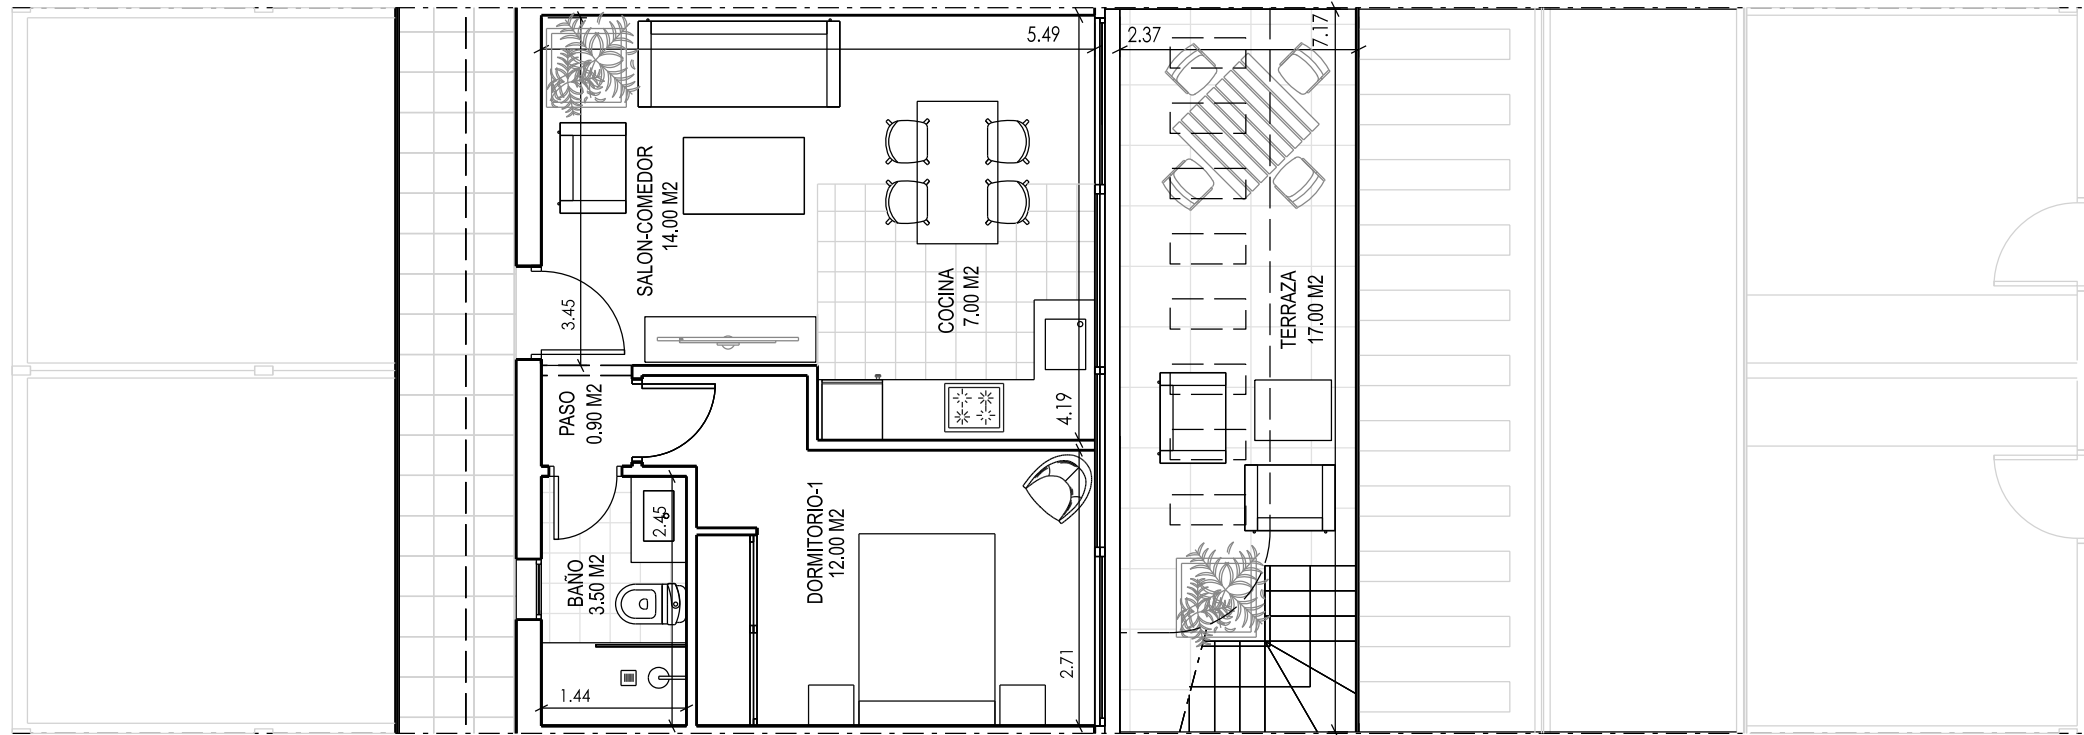 5.49
2.37
7.17
SALON-COMEDOR
14.00 M2
3.45
COCINA
7.00 M2
TERRAZA
17.00 M2
PASO
0.90 M2
4.19
2.45
DORMITORIO-1
12.00 M2
BAÑO
3.50 M2
2.71
1.44